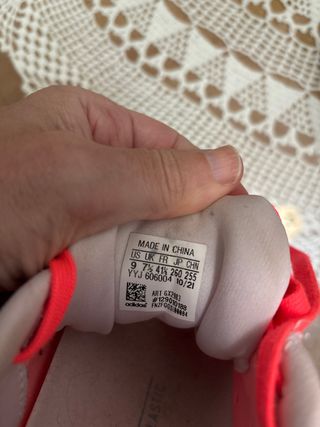 MADE IN CHINA
US UK FR JP CHN
9 7½ 41⅓ 260 255
YYJ 606004 10/21
ART
adidas
ASTIC